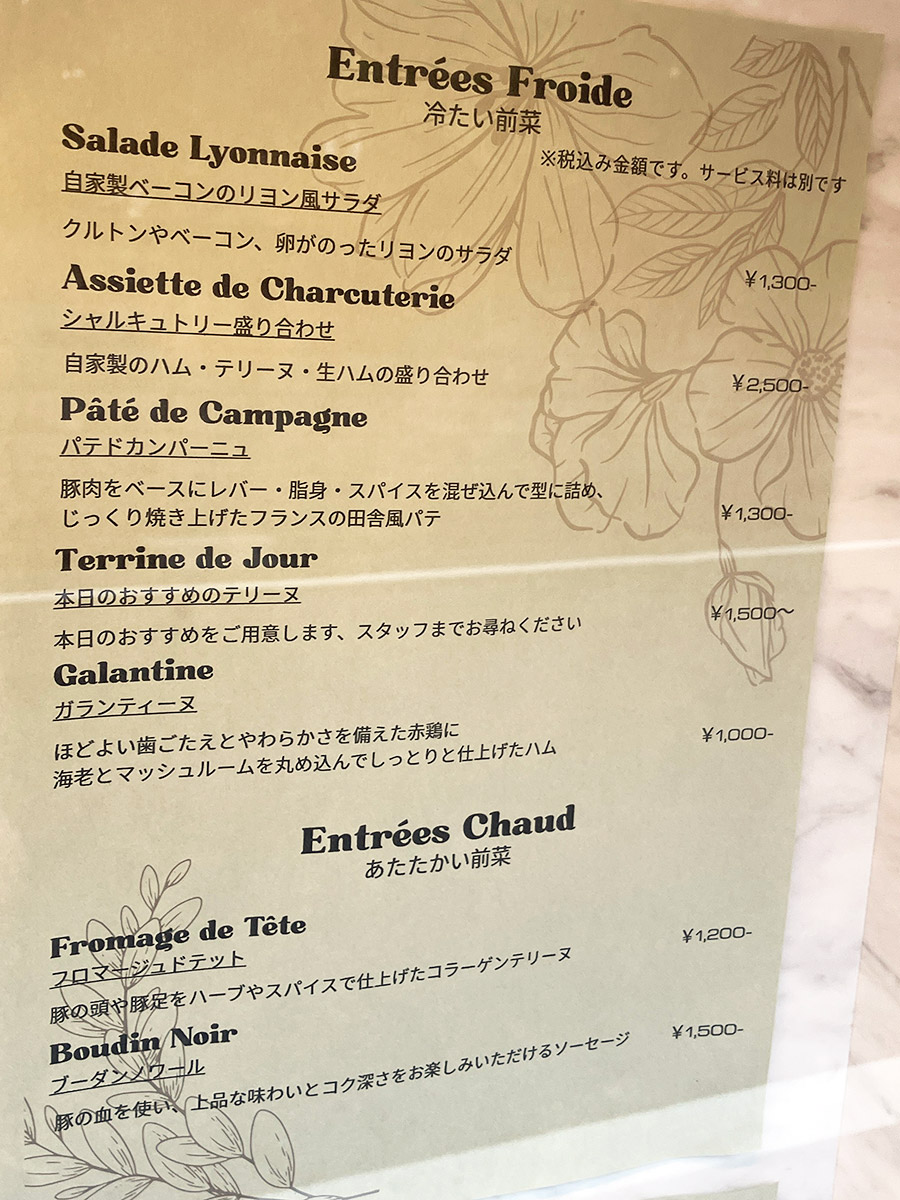 Entrées Froide
冷たい前菜
Salade Lyonnaise
※税込み金額です。サービス料は別です
自家製ベーコンのリヨン風サラダ
クルトンやベーコン、卵がのったリヨンのサラダ
¥1,300-
Assiette de Charcuterie
シャルキュトリー盛り合わせ
自家製のハム・テリーヌ・生ハムの盛り合わせ
¥2,500-
Pâté de Campagne
パテドカンパーニュ
豚肉をベースにレバー・脂身・スパイスを混ぜ込んで型に詰め、
じっくり焼き上げたフランスの田舎風パテ
¥1,300-
Terrine de Jour
本日のおすすめのテリーヌ
本日のおすすめをご用意します、スタッフまでお尋ねください
¥1,500〜
Galantine
ガランティーヌ
ほどよい歯ごたえとやわらかさを備えた赤鶏に
海老とマッシュルームを丸め込んでしっとりと仕上げたハム
¥1,000-
Entrées Chaud
あたたかい前菜
Fromage de Tête
フロマージュドテット
豚の頭や豚足をハーブやスパイスで仕上げたコラーゲンテリーヌ
¥1,200-
Boudin Noir
ブーダンノワール
豚の血を使い、上品な味わいとコク深さをお楽しみいただけるソーセージ
¥1,500-